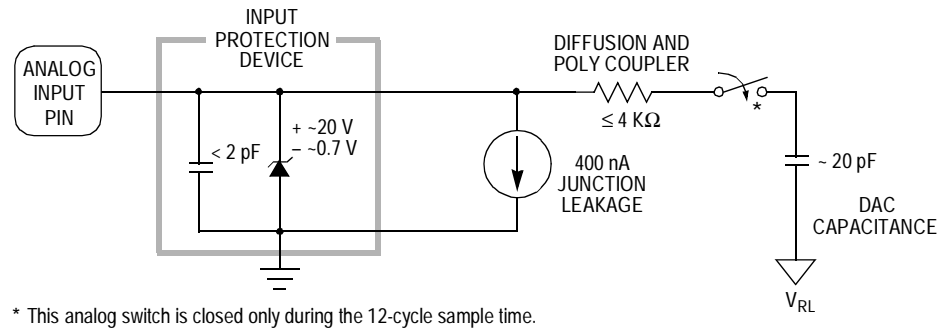 INPUT
PROTECTION
DEVICE
ANALOG
INPUT
PIN
< 2 pF
+ ~20 V
– ~0.7 V
DIFFUSION AND
POLY COUPLER
≤ 4 KΩ
*
400 nA
JUNCTION
LEAKAGE
~ 20 pF
DAC
CAPACITANCE
VRL
* This analog switch is closed only during the 12-cycle sample time.